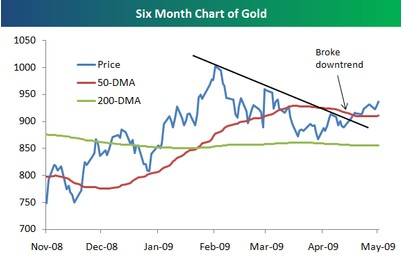 Six Month Chart of Gold
1050
1000
950
900
850
800
750
700
Price
50-DMA
200-DMA
Broke
downtrend
Nov-08 Dec-08 Jan-09 Feb-09 Mar-09 Apr-09 May-09